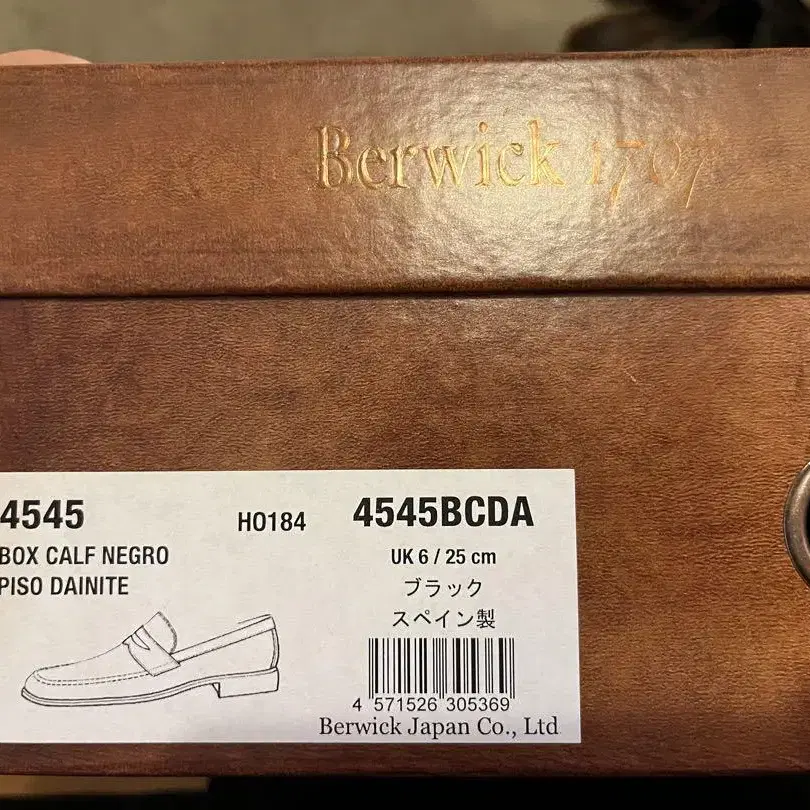 Berwick 1707
4545 HO184 4545BCDA
BOX CALF NEGRO
PISO DAINITE
UK 6 / 25 cm
ブラック
スペイン製
4 571526 305369
Berwick Japan Co., Ltd